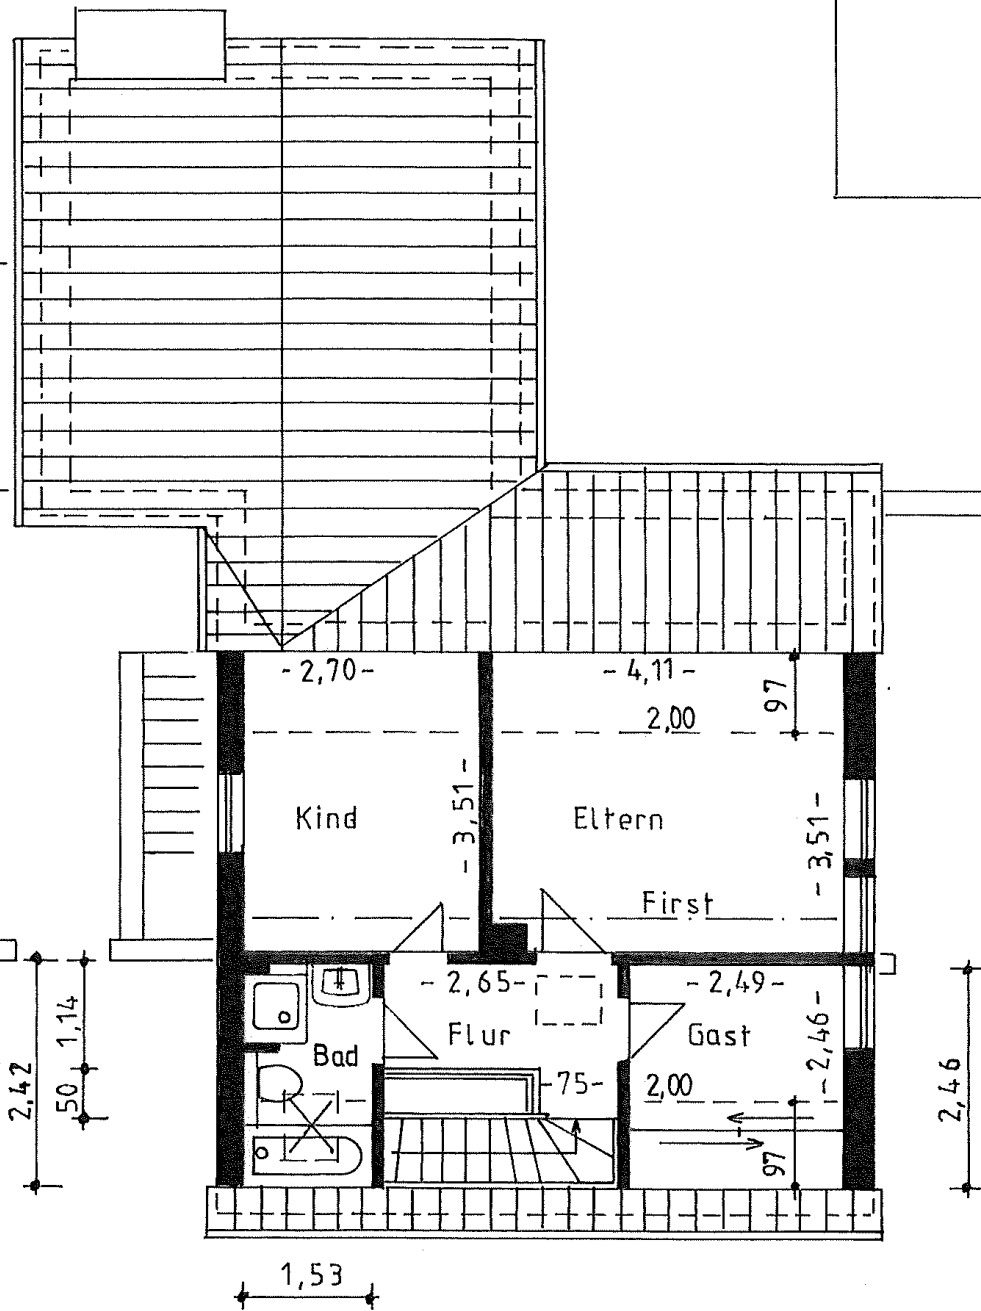 -2,70-
-4,11-
97
2,00
Kind
-3,51-
Eltern
-3,51-
First
-2,65-
-2,49-
1,14
Flur
Gast
-2,46-
Bad
2,42
50
-75-
2,00
2,46
97
1,53